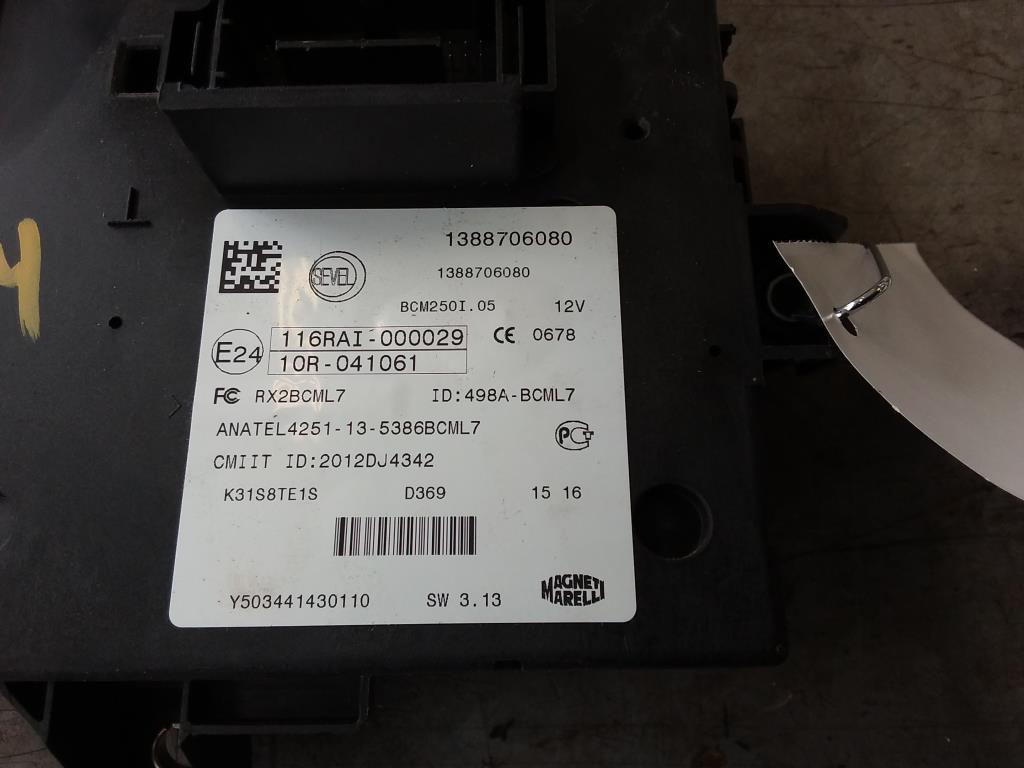 4
1388706080
SEVEL
1388706080
BCM250I.05 12V
E24 116RAI-000029 CE 0678
10R-041061
FC RX2BCML7 ID:498A-BCML7
ANATEL4251-13-5386BCML7
CMIIT ID:2012DJ4342
K31S8TE1S D369 15 16
Y503441430110 SW 3.13
MAGNETI
MARELLI